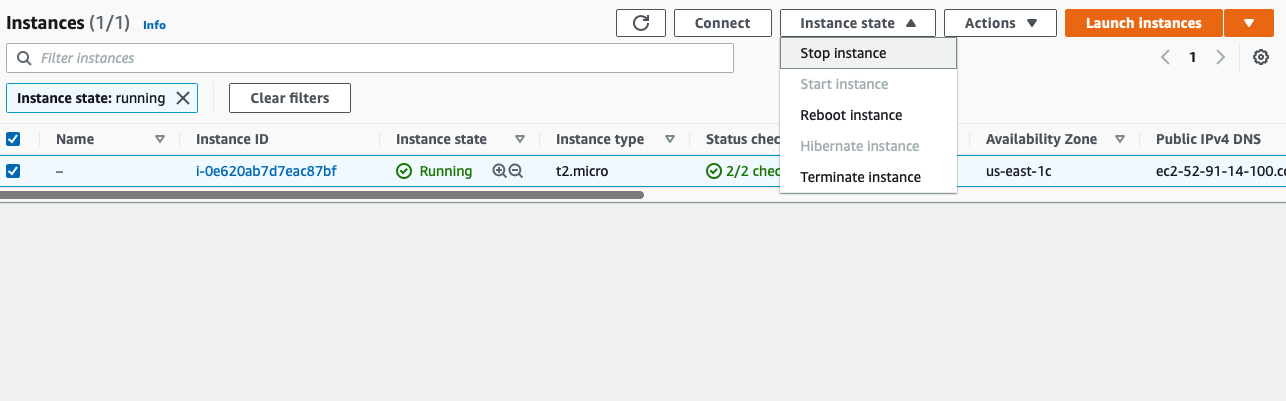 Instances (1/1) Info
Connect
Instance state
Actions
Launch instances
Filter instances
1
Instance state: running
Clear filters
Stop instance
Start instance
Reboot instance
Hibernate instance
Terminate instance
Name Instance ID Instance state Instance type Status chec Availability Zone Public IPv4 DNS
– i-0e620ab7d7eac87bf Running t2.micro 2/2 chec us-east-1c ec2-52-91-14-100.co